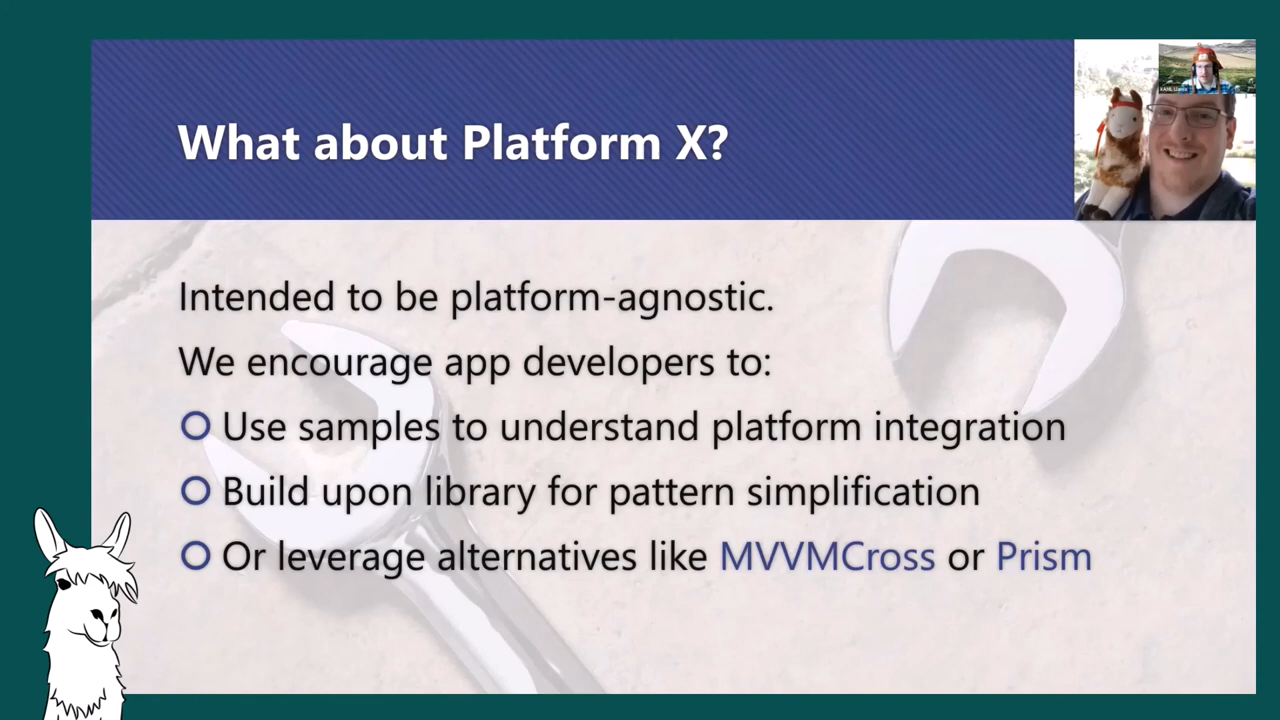 What about Platform X?
Intended to be platform-agnostic.
We encourage app developers to:
Use samples to understand platform integration
Build upon library for pattern simplification
Or leverage alternatives like MVVMCross or Prism